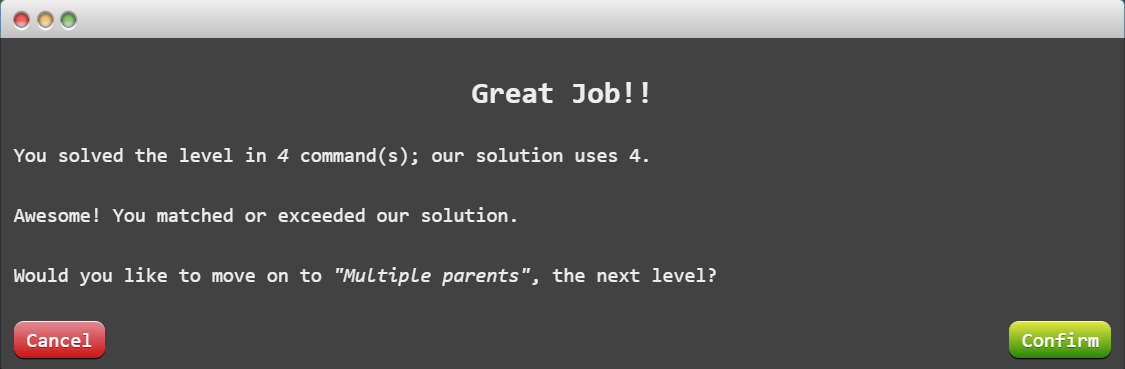 Great Job!!
You solved the level in 4 command(s); our solution uses 4.
Awesome! You matched or exceeded our solution.
Would you like to move on to "Multiple parents", the next level?
Cancel
Confirm